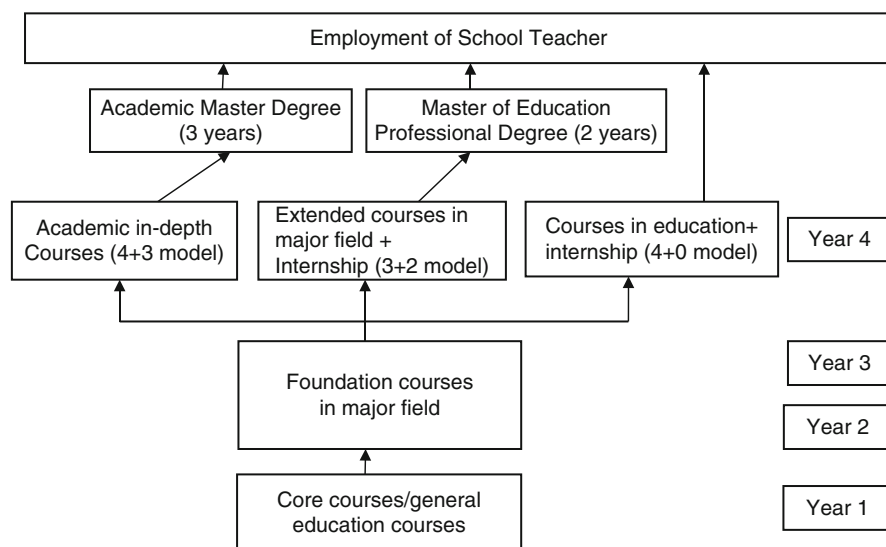 Employment of School Teacher
Academic Master Degree
(3 years)
Master of Education
Professional Degree (2 years)
Academic in-depth
Courses (4+3 model)
Extended courses in
major field +
Internship (3+2 model)
Courses in education+
internship (4+0 model)
Year 4
Foundation courses
in major field
Year 3
Year 2
Core courses/general
education courses
Year 1